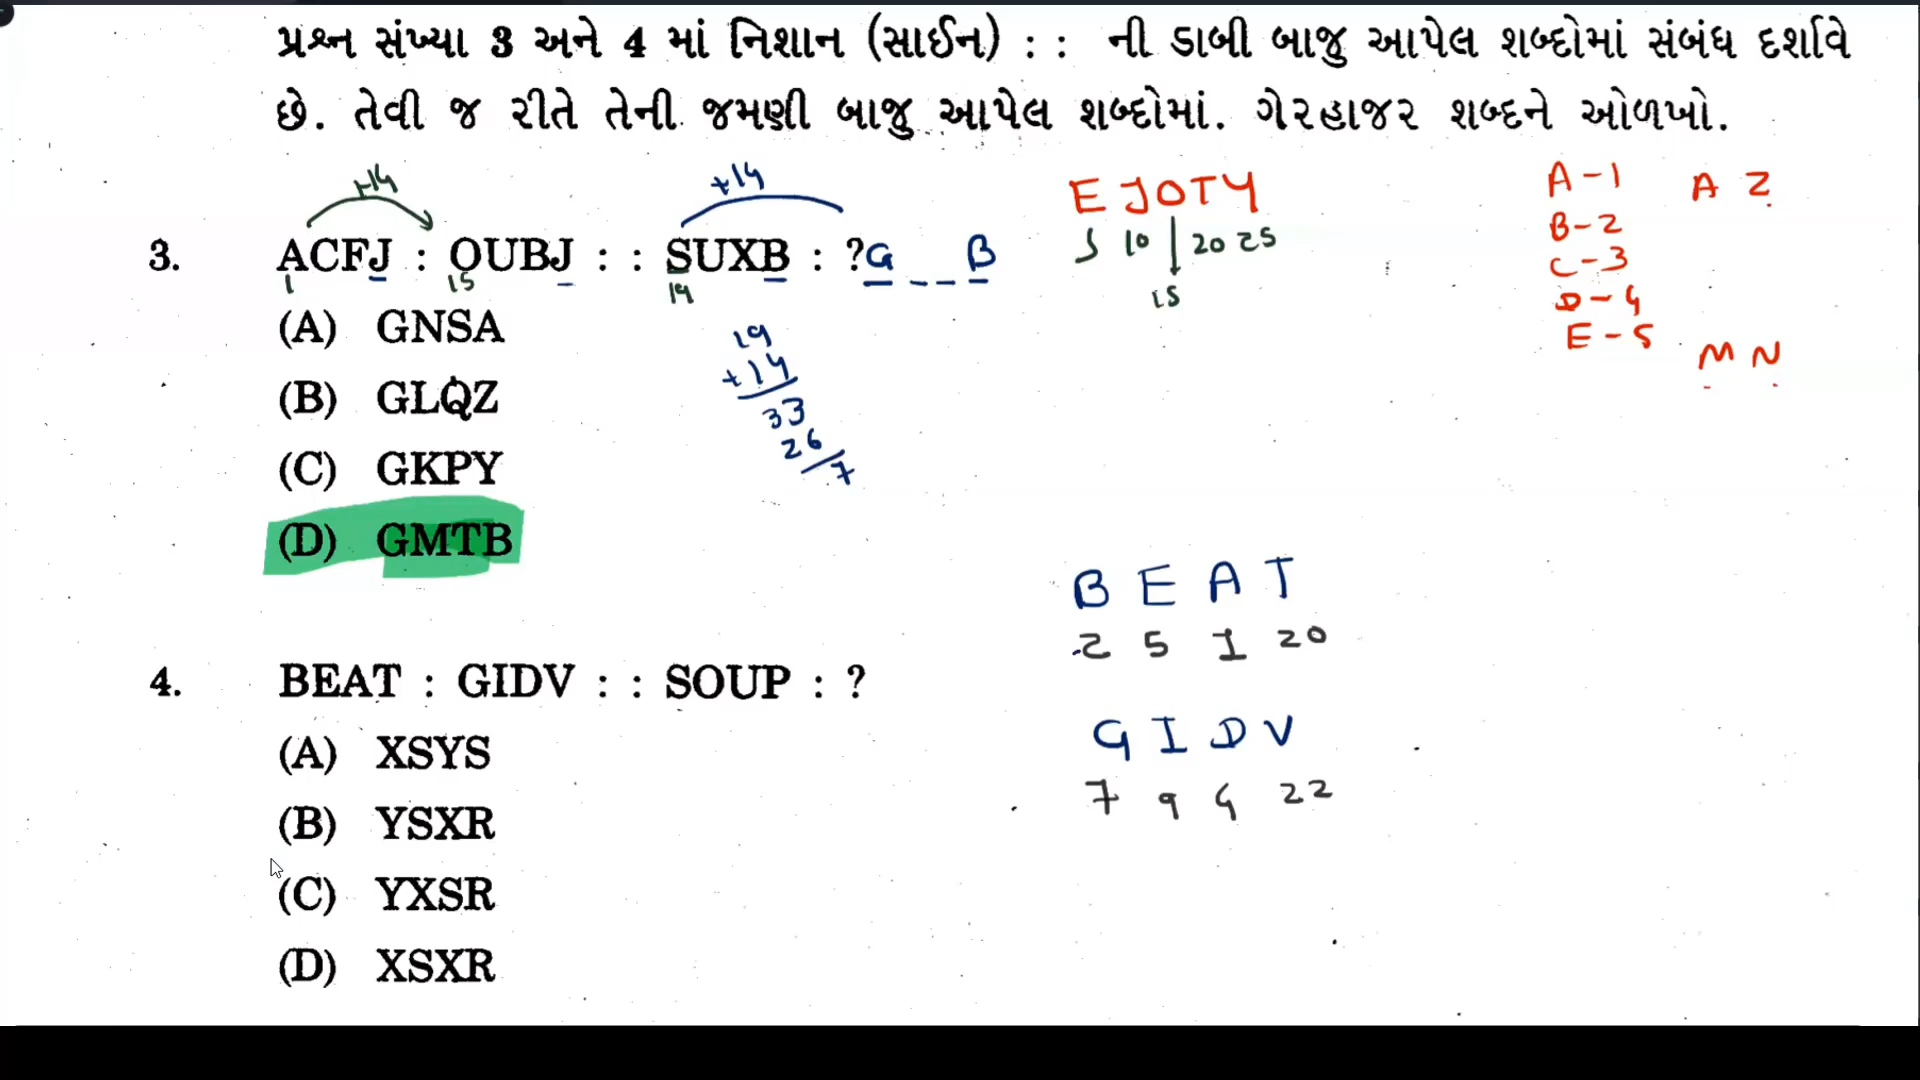 પ્રશ્ન સંખ્યા 3 અને 4 માં નિશાન (સાઈન) : : ની ડાબી બાજુ આપેલ શબ્દોમાં સંબંધ દર્શાવે
છે. તેવી જ રીતે તેની જમણી બાજુ આપેલ શબ્દોમાં. ગેરહાજર શબ્દને ઓળખો.
+14 +14
E J O T Y
5 10 20 25
15
A - 1
B - 2
C - 3
D - 4
E - 5
A Z
M N
3. ACFJ : OUBJ : : SUXB : ? G _ _ B
1 15 19
(A) GNSA
(B) GLQZ
(C) GKPY
(D) GMTB
19
+14
33
26
7
4. BEAT : GIDV : : SOUP : ?
(A) XSYS
(B) YSXR
(C) YXSR
(D) XSXR
B E A T
2 5 1 20
G I D V
7 9 4 22